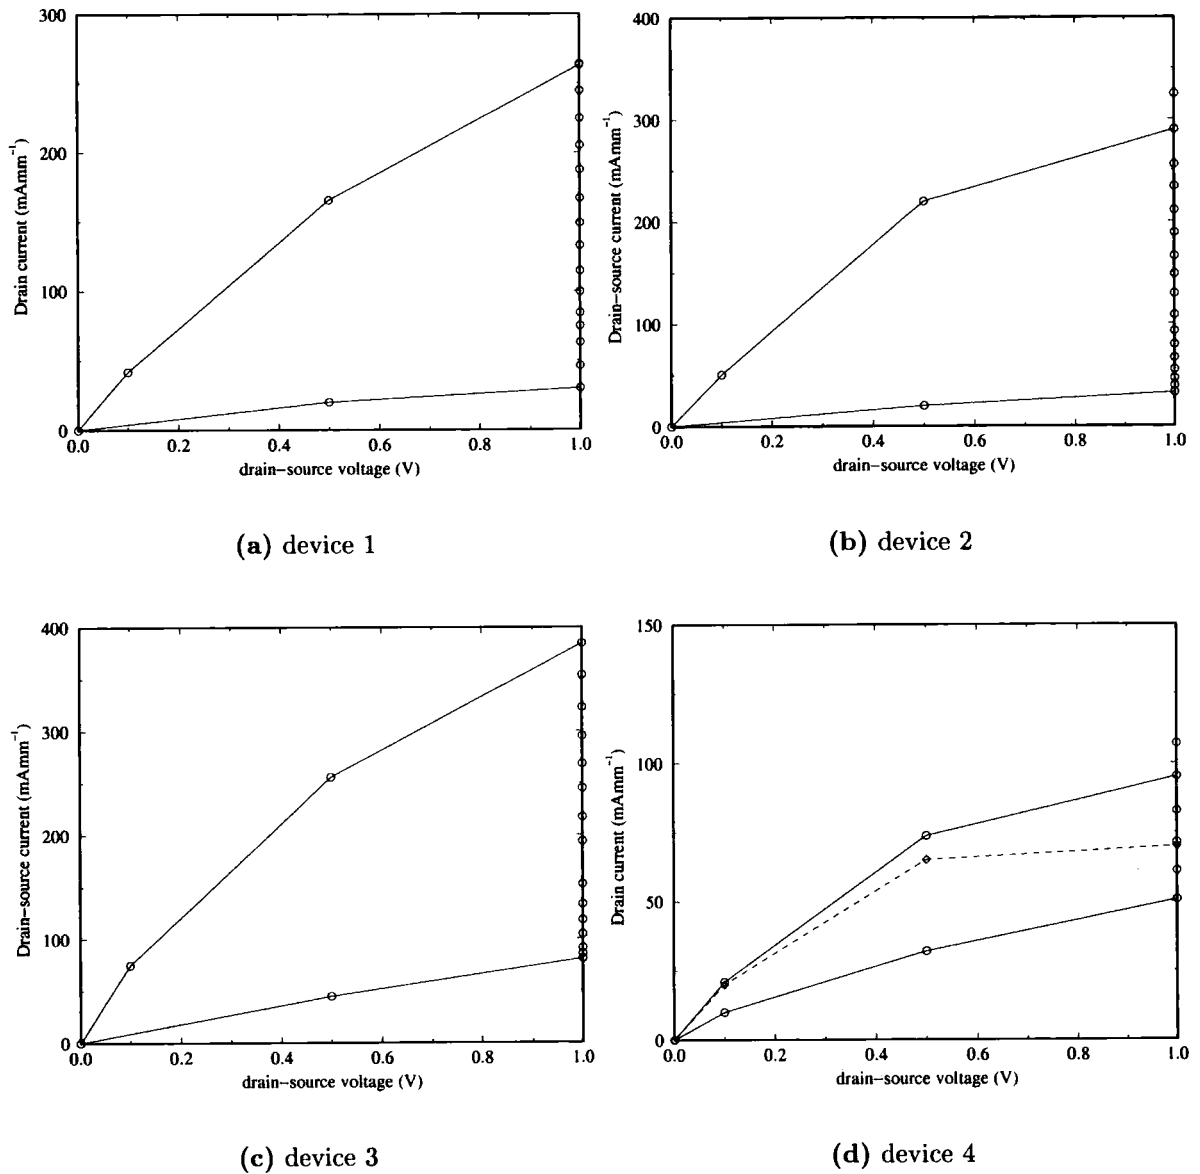 300
200
100
0
Drain current (mAmm⁻¹)
0.0 0.2 0.4 0.6 0.8 1.0
drain−source voltage (V)
(a) device 1
400
300
200
100
0
Drain−source current (mAmm⁻¹)
0.0 0.2 0.4 0.6 0.8 1.0
drain−source voltage (V)
(b) device 2
400
300
200
100
0
Drain−source current (mAmm⁻¹)
0.0 0.2 0.4 0.6 0.8 1.0
drain−source voltage (V)
(c) device 3
150
100
50
0
Drain current (mAmm⁻¹)
0.0 0.2 0.4 0.6 0.8 1.0
drain−source voltage (V)
(d) device 4